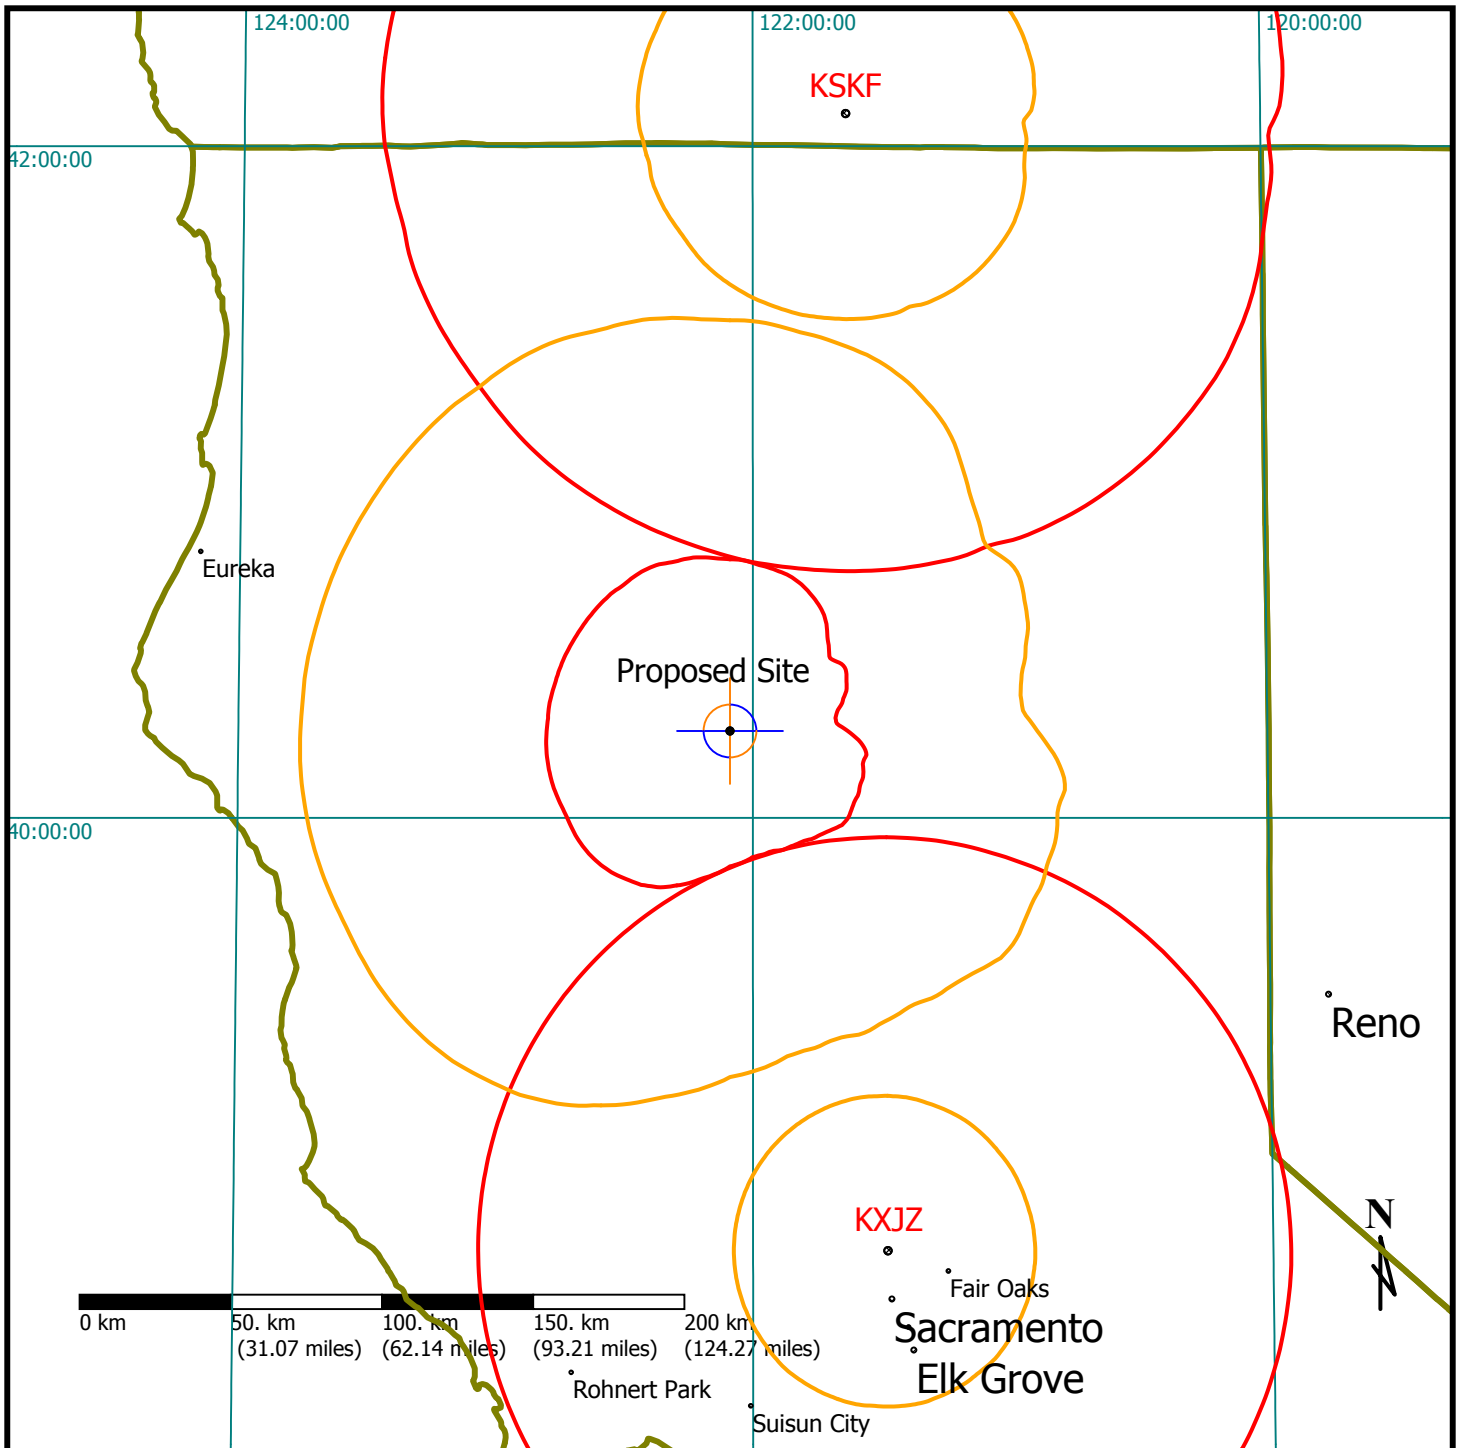 124:00:00
122:00:00
120:00:00
KSKF
42:00:00
Eureka
Proposed Site
40:00:00
Reno
KXJZ
N
Fair Oaks
0 km
50. km
100. km
150. km
200 km
(31.07 miles)
(62.14 miles)
(93.21 miles)
(124.27 miles)
Sacramento
Elk Grove
Rohnert Park
Suisun City